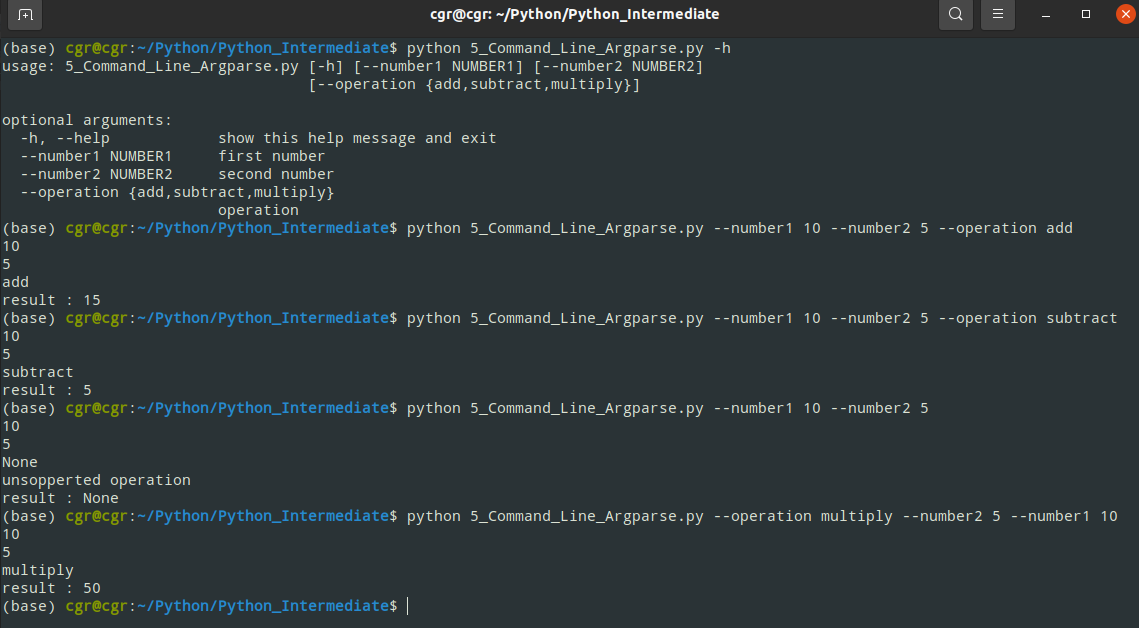 cgr@cgr: ~/Python/Python_Intermediate
(base) cgr@cgr:~/Python/Python_Intermediate$ python 5_Command_Line_Argparse.py -h
usage: 5_Command_Line_Argparse.py [-h] [--number1 NUMBER1] [--number2 NUMBER2]
                                  [--operation {add,subtract,multiply}]
optional arguments:
  -h, --help            show this help message and exit
  --number1 NUMBER1     first number
  --number2 NUMBER2     second number
  --operation {add,subtract,multiply}
                        operation
(base) cgr@cgr:~/Python/Python_Intermediate$ python 5_Command_Line_Argparse.py --number1 10 --number2 5 --operation add
10
5
add
result : 15
(base) cgr@cgr:~/Python/Python_Intermediate$ python 5_Command_Line_Argparse.py --number1 10 --number2 5 --operation subtract
10
5
subtract
result : 5
(base) cgr@cgr:~/Python/Python_Intermediate$ python 5_Command_Line_Argparse.py --number1 10 --number2 5
10
5
None
unsopperted operation
result : None
(base) cgr@cgr:~/Python/Python_Intermediate$ python 5_Command_Line_Argparse.py --operation multiply --number2 5 --number1 10
10
5
multiply
result : 50
(base) cgr@cgr:~/Python/Python_Intermediate$